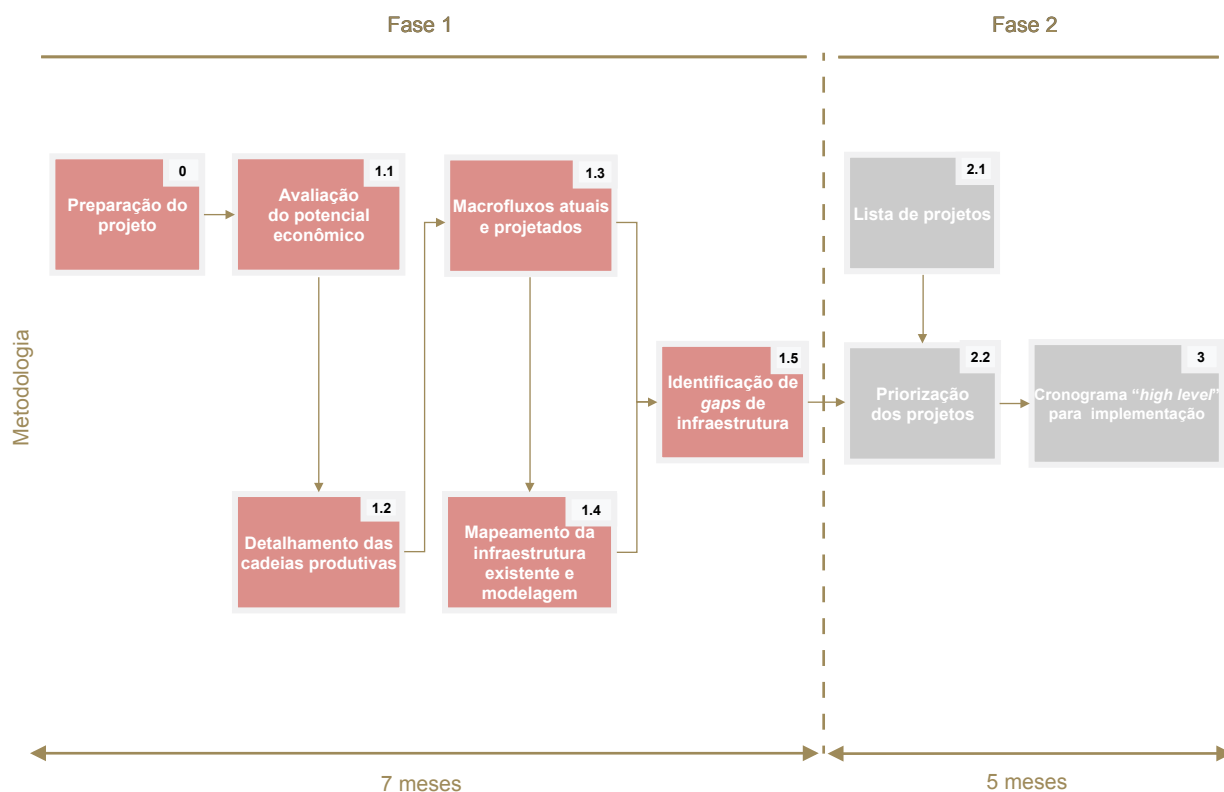 Fase 1
Fase 2
Metodologia
0
Preparação do
projeto
1.1
Avaliação
do potencial
econômico
1.2
Detalhamento das
cadeias produtivas
1.3
Macrofluxos atuais
e projetados
1.4
Mapeamento da
infraestrutura
existente e
modelagem
1.5
Identificação de
gaps de
infraestrutura
2.1
Lista de projetos
2.2
Priorização
dos projetos
3
Cronograma “high level”
para implementação
7 meses
5 meses